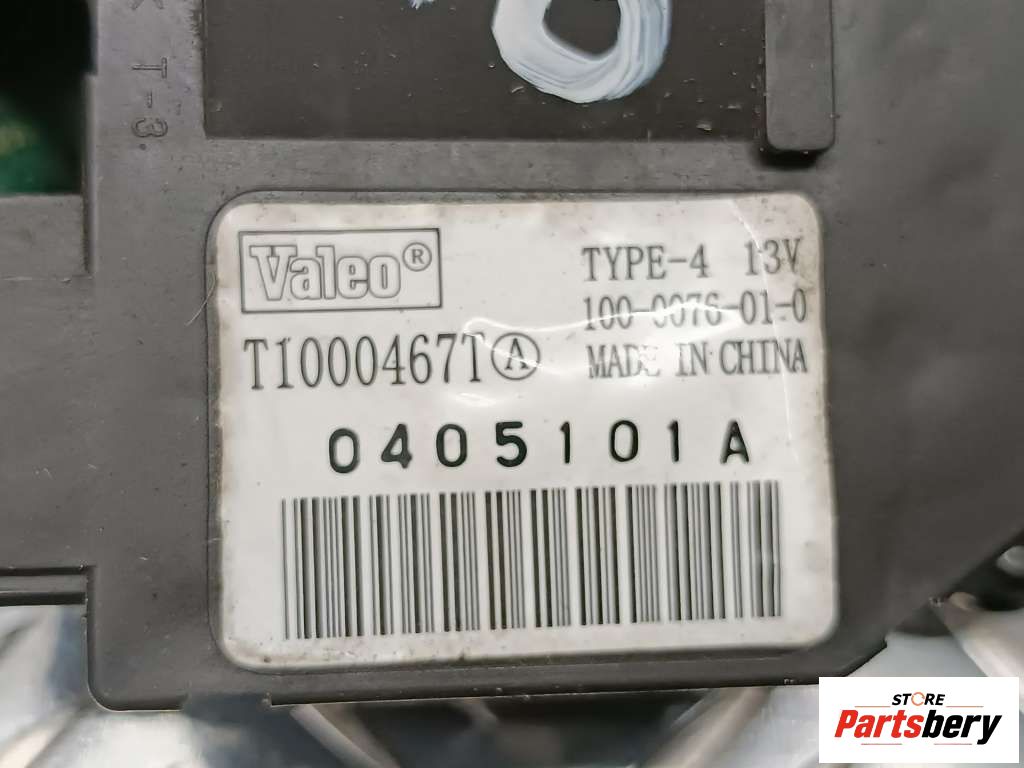 T-3
Valeo®
TYPE-4 13V
100-0076-01-0
T1000467T Ⓐ
MADE IN CHINA
0405101A
STORE
Partsbery